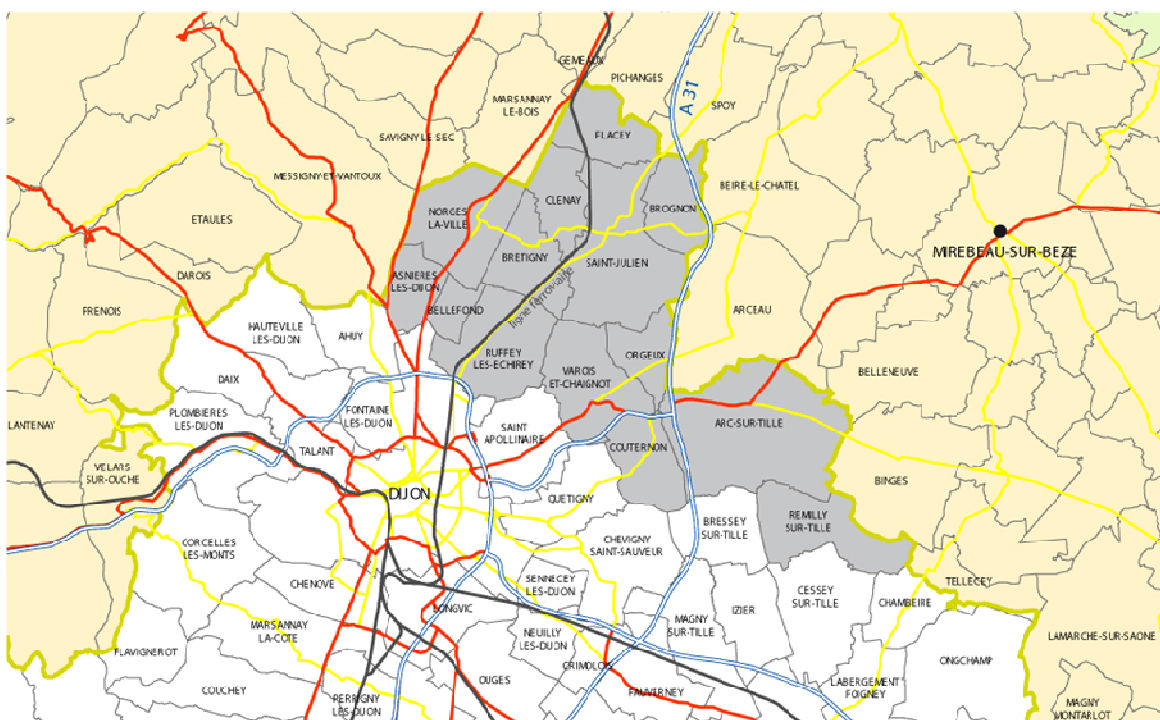 GEMEAUX
PICHANGES
MARSANNAY
LE-BOIS
A 31
SPOY
SAVIGNY-LE-SEC
FLACEY
MESSIGNY-ET-VANTOUX
BEIRE-LE-CHATEL
ETAULES
NORGES
LA-VILLE
CLENAY
BROGNON
MIREBEAU-SUR-BEZE
BRETIGNY
SAINT-JULIEN
DAROIS
ASNIERES
LES-DIJON
ligne ferroviaire
FRENOIS
BELLEFOND
ARCEAU
HAUTEVILLE
LES-DIJON
AHUY
RUFFEY
LES-ECHIREY
ORGEUX
VAROIS
ET-CHAIGNOT
BELLENEUVE
DAIX
PLOMBIERES
LES-DIJON
FONTAINE
LES-DIJON
LANTENAY
SAINT
APOLLINAIRE
ARC-SUR-TILLE
TALANT
COUTERNON
VELARS
SUR-OUCHE
DIJON
QUETIGNY
BINGES
BRESSEY
SUR-TILLE
REMILLY
SUR-TILLE
CORCELLES
LES-MONTS
CHEVIGNY
SAINT-SAUVEUR
CHENOVE
SENNECEY
LES-DIJON
TELLECEY
CESSEY
SUR-TILLE
CHAMBEIRE
LONGVIC
IZIER
MARSANNAY
LA-COTE
NEUILLY
LES-DIJON
MAGNY
SUR-TILLE
LAMARCHE-SUR-SAONE
FLAVIGNEROT
CRIMOLOIS
ONGCHAMP
COUCHEY
OUGES
FAUVERNEY
LABERGEMENT
FOIGNEY
PERRIGNY
LES-DIJON
MAGNY
MONTARLOT